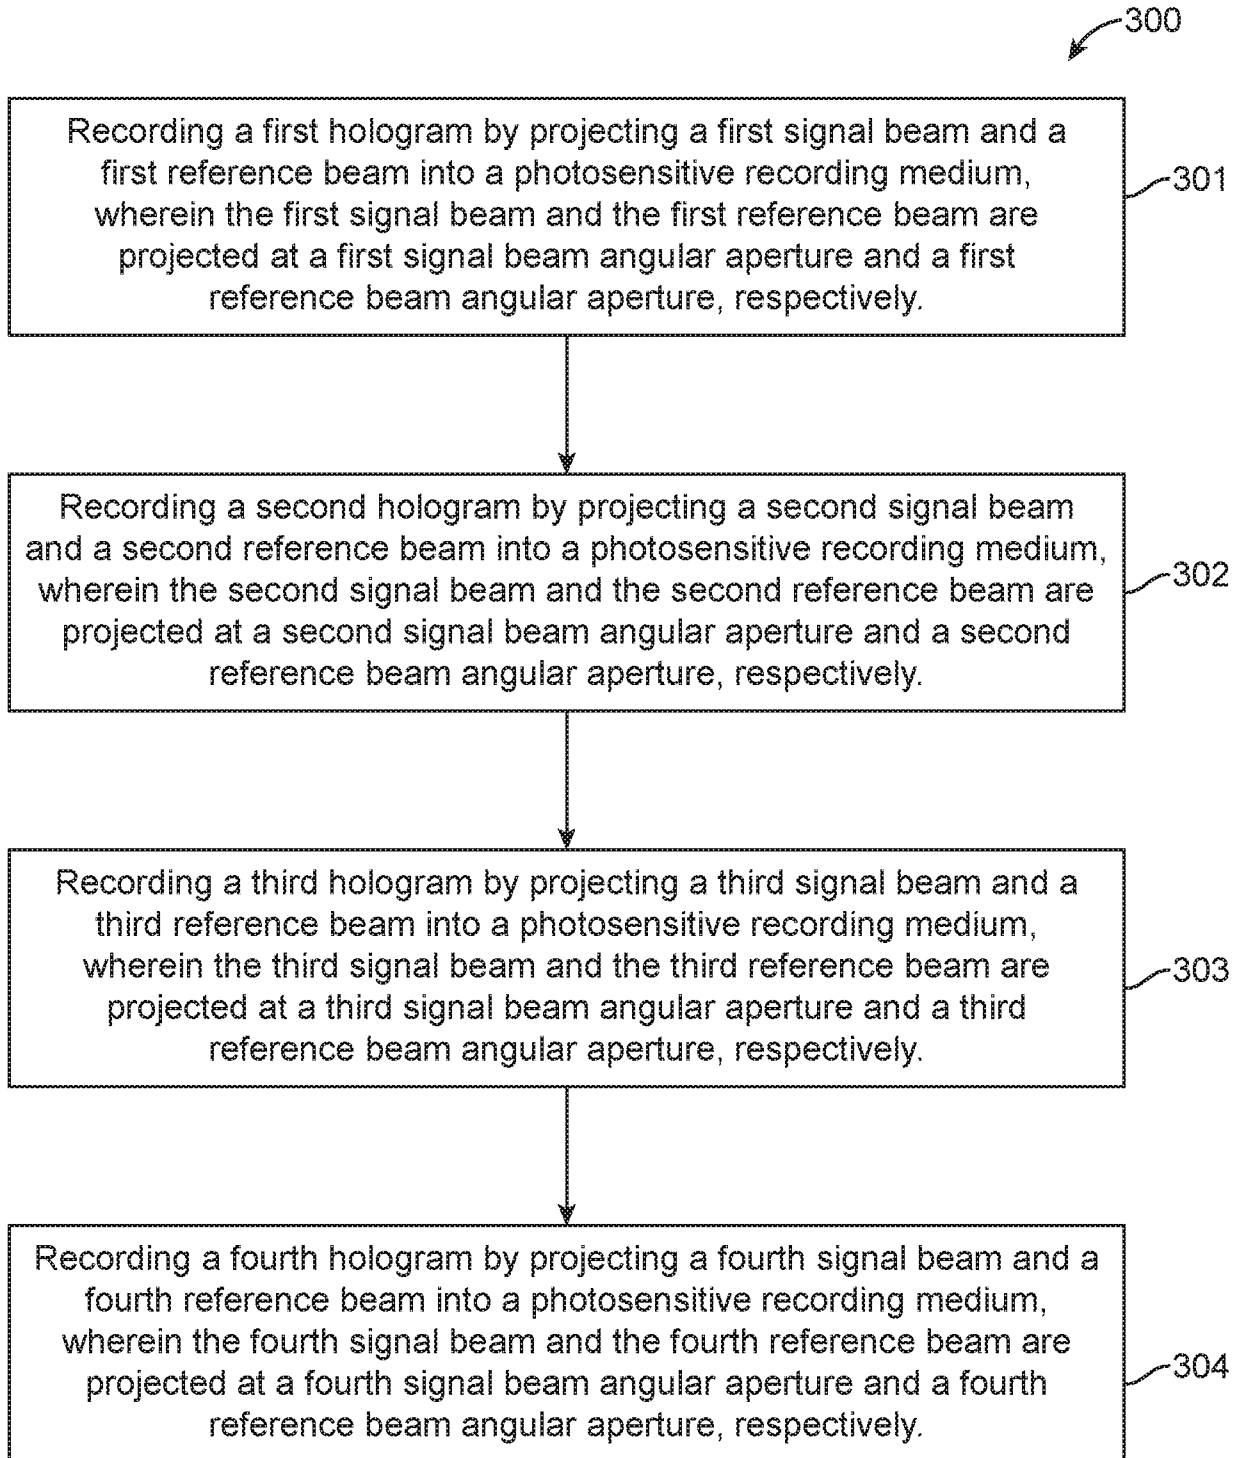 300
Recording a first hologram by projecting a first signal beam and a
first reference beam into a photosensitive recording medium,
wherein the first signal beam and the first reference beam are
projected at a first signal beam angular aperture and a first
reference beam angular aperture, respectively.
301
Recording a second hologram by projecting a second signal beam
and a second reference beam into a photosensitive recording medium,
wherein the second signal beam and the second reference beam are
projected at a second signal beam angular aperture and a second
reference beam angular aperture, respectively.
302
Recording a third hologram by projecting a third signal beam and a
third reference beam into a photosensitive recording medium,
wherein the third signal beam and the third reference beam are
projected at a third signal beam angular aperture and a third
reference beam angular aperture, respectively.
303
Recording a fourth hologram by projecting a fourth signal beam and a
fourth reference beam into a photosensitive recording medium,
wherein the fourth signal beam and the fourth reference beam are
projected at a fourth signal beam angular aperture and a fourth
reference beam angular aperture, respectively.
304